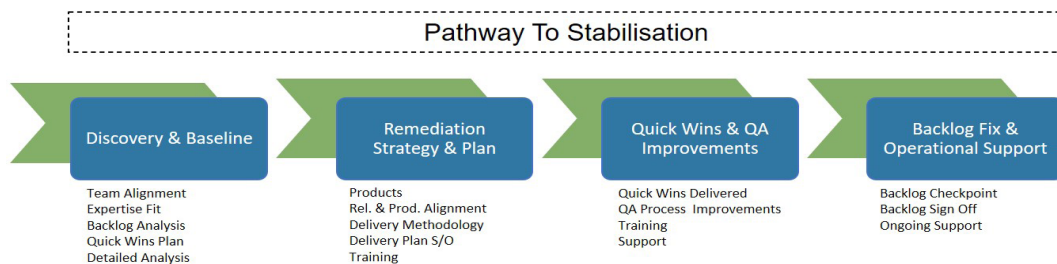 Pathway To Stabilisation
Discovery & Baseline
Team Alignment
Expertise Fit
Backlog Analysis
Quick Wins Plan
Detailed Analysis
Remediation
Strategy & Plan
Products
Rel. & Prod. Alignment
Delivery Methodology
Delivery Plan S/O
Training
Quick Wins & QA
Improvements
Quick Wins Delivered
QA Process Improvements
Training
Support
Backlog Fix &
Operational Support
Backlog Checkpoint
Backlog Sign Off
Ongoing Support